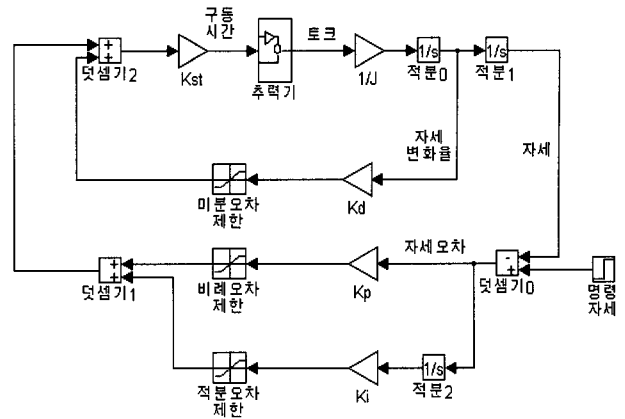 구동
시간
토크
+
+
1/s
1/s
덧셈기2
Kst
추력기
1/J
적분0
적분1
자세
변화율
자세
미분오차
제한
Kd
자세오차
+
+
-
+
덧셈기1
비례오차
제한
Kp
덧셈기0
명령
자세
1/s
적분오차
제한
Ki
적분2